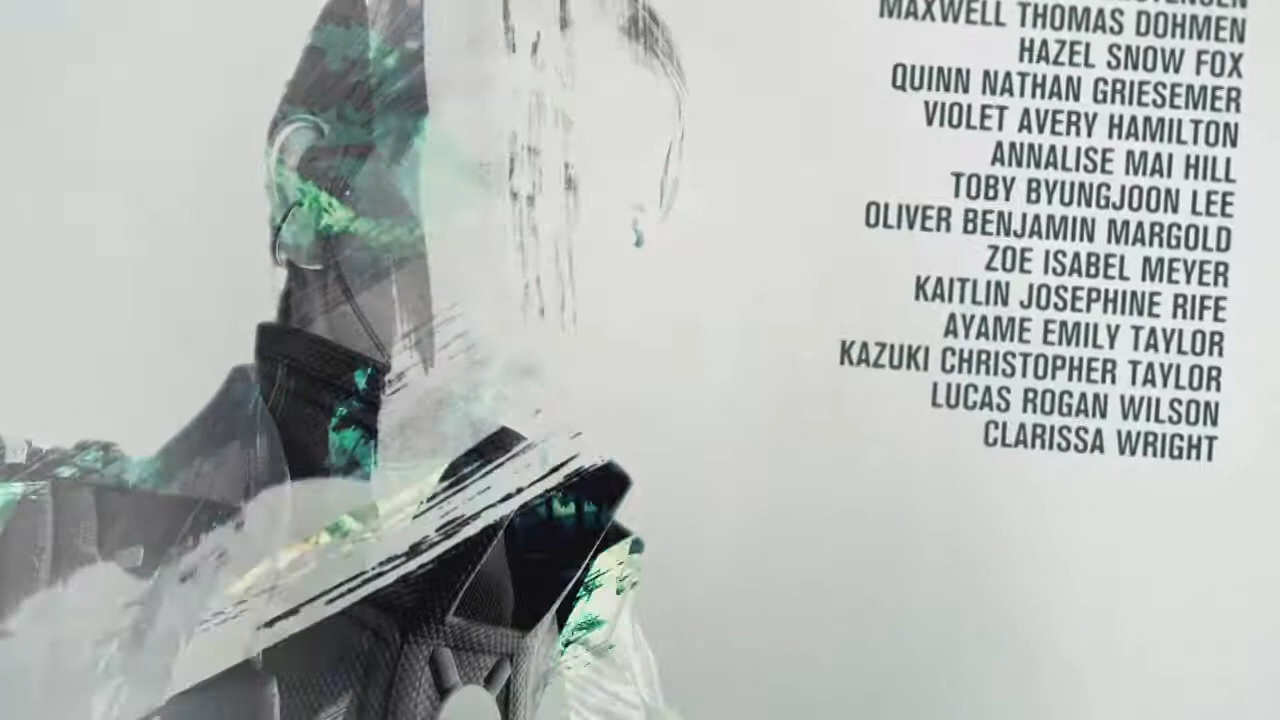 MAXWELL THOMAS DOHMEN
HAZEL SNOW FOX
QUINN NATHAN GRIESEMER
VIOLET AVERY HAMILTON
ANNALISE MAI HILL
TOBY BYUNGJOON LEE
OLIVER BENJAMIN MARGOLD
ZOE ISABEL MEYER
KAITLIN JOSEPHINE RIFE
AYAME EMILY TAYLOR
KAZUKI CHRISTOPHER TAYLOR
LUCAS ROGAN WILSON
CLARISSA WRIGHT